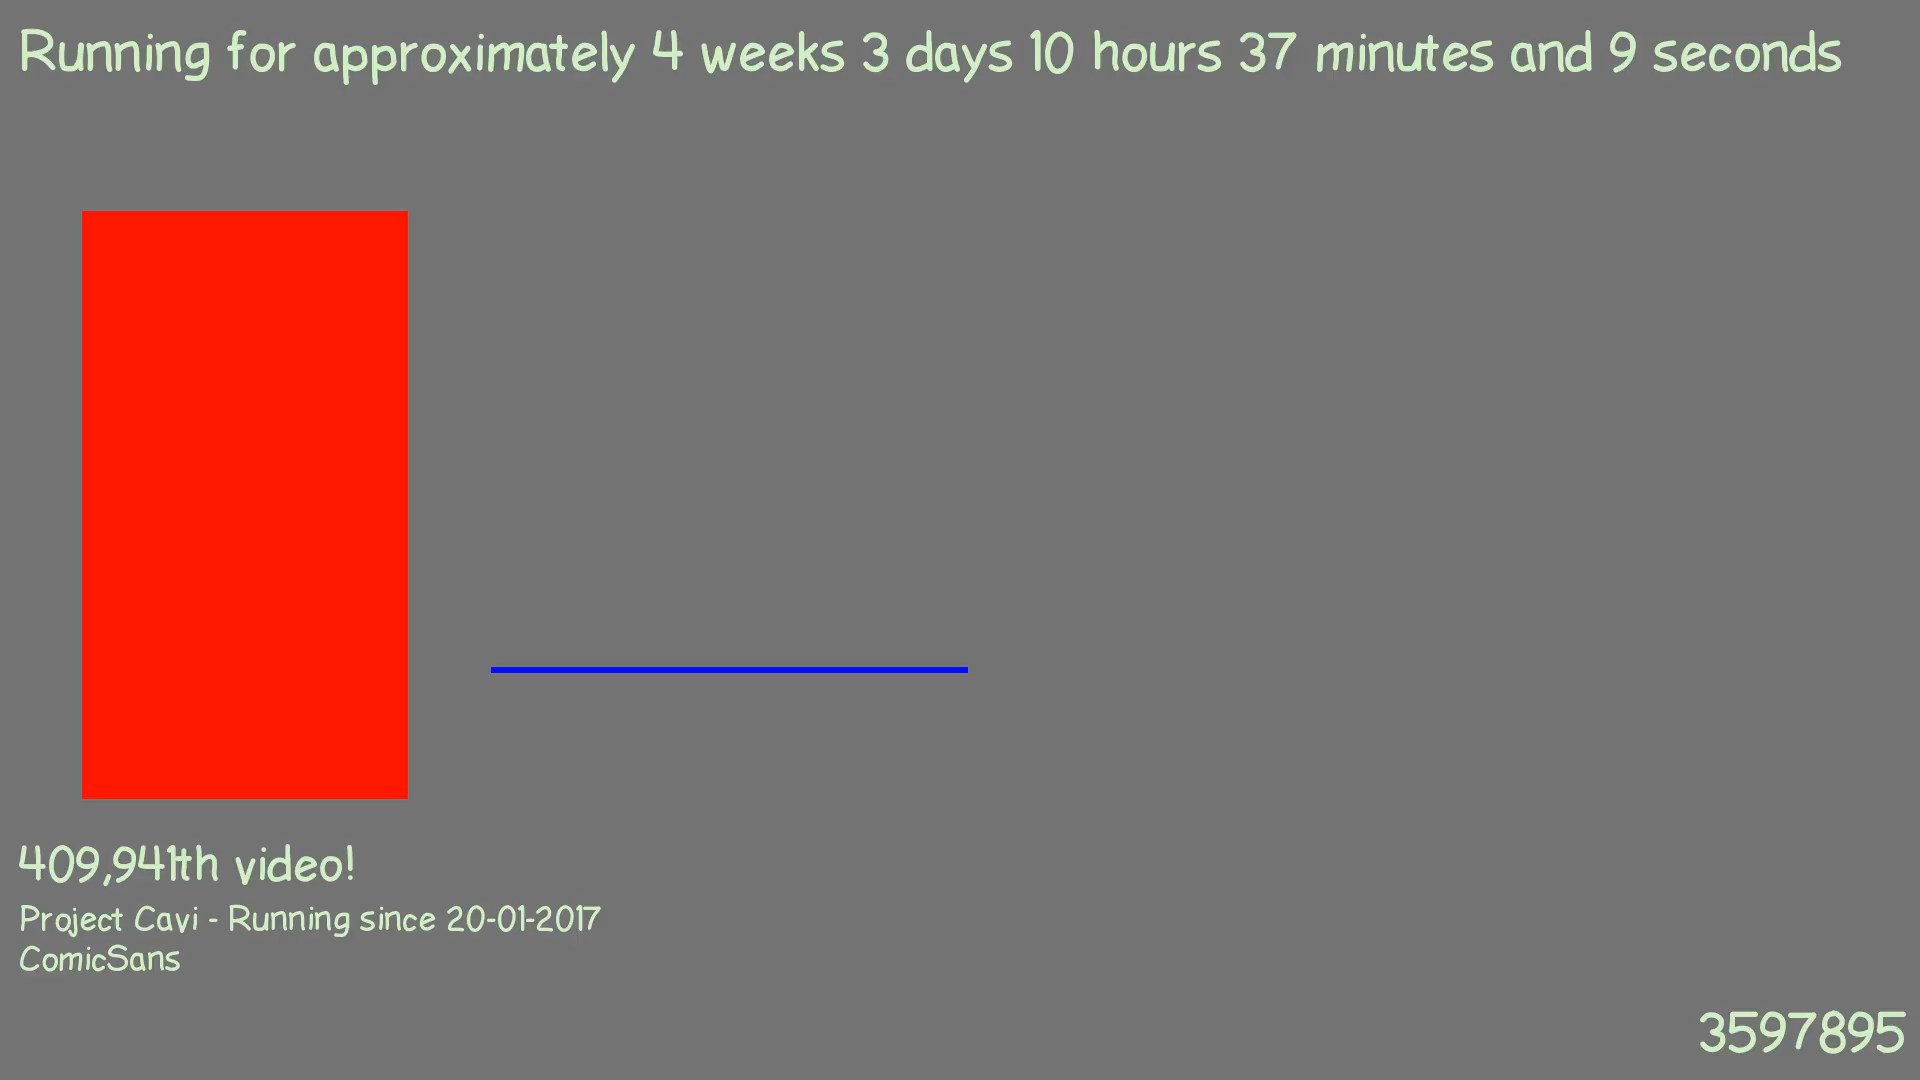 Running for approximately 4 weeks 3 days 10 hours 37 minutes and 9 seconds
409,941th video!
Project Cavi - Running since 20-01-2017
ComicSans
3597895